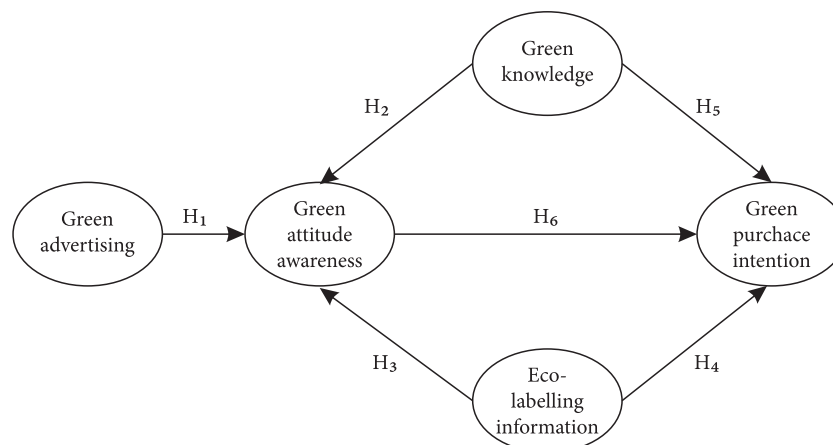 Green
knowledge
H2
H5
Green
advertising
H1
Green
attitude
awareness
H6
Green
purchace
intention
H3
Eco-
labelling
information
H4